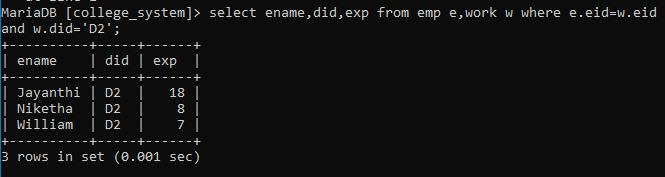 MariaDB [college_system]> select ename,did,exp from emp e,work w where e.eid=w.eid
and w.did='D2';
+----------+-----+------+
| ename    | did | exp  |
+----------+-----+------+
| Jayanthi | D2  |   18 |
| Niketha  | D2  |    8 |
| William  | D2  |    7 |
+----------+-----+------+
3 rows in set (0.001 sec)